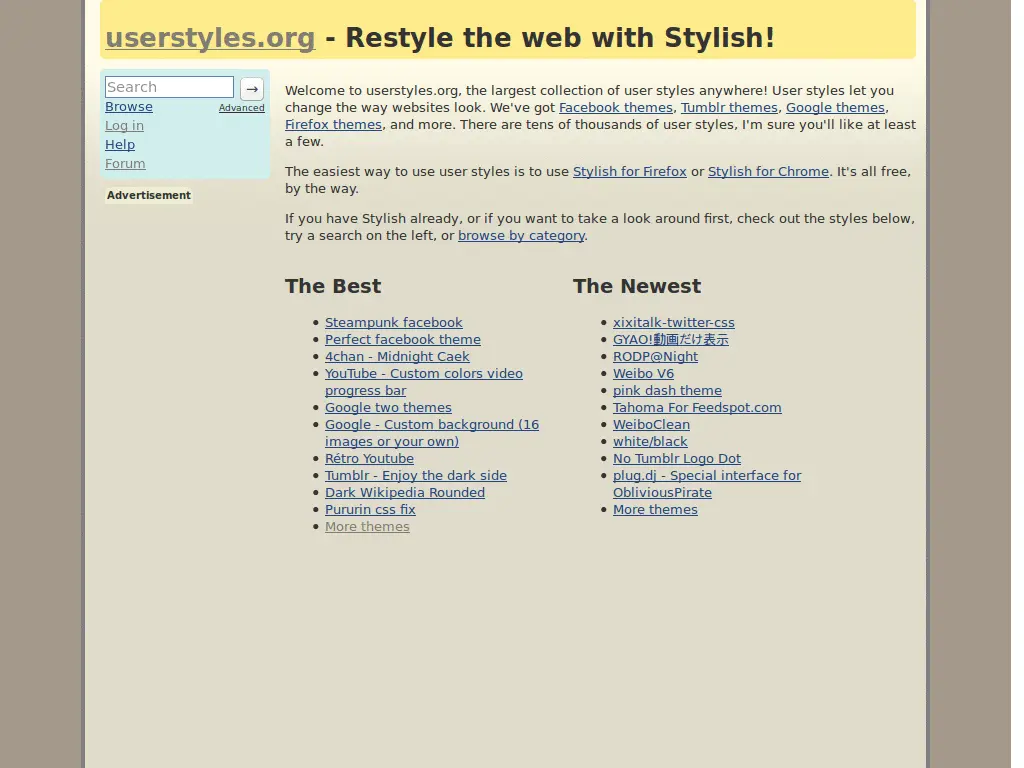 userstyles.org - Restyle the web with Stylish!
Search →
Browse Advanced
Log in
Help
Forum
Advertisement
Welcome to userstyles.org, the largest collection of user styles anywhere! User styles let you
change the way websites look. We've got Facebook themes, Tumblr themes, Google themes,
Firefox themes, and more. There are tens of thousands of user styles, I'm sure you'll like at least
a few.
The easiest way to use user styles is to use Stylish for Firefox or Stylish for Chrome. It's all free,
by the way.
If you have Stylish already, or if you want to take a look around first, check out the styles below,
try a search on the left, or browse by category.
The Best
• Steampunk facebook
• Perfect facebook theme
• 4chan - Midnight Caek
• YouTube - Custom colors video
progress bar
• Google two themes
• Google - Custom background (16
images or your own)
• Rétro Youtube
• Tumblr - Enjoy the dark side
• Dark Wikipedia Rounded
• Pururin css fix
• More themes
The Newest
• xixitalk-twitter-css
• GYAO!動画だけ表示
• RODP@Night
• Weibo V6
• pink dash theme
• Tahoma For Feedspot.com
• WeiboClean
• white/black
• No Tumblr Logo Dot
• plug.dj - Special interface for
ObliviousPirate
• More themes